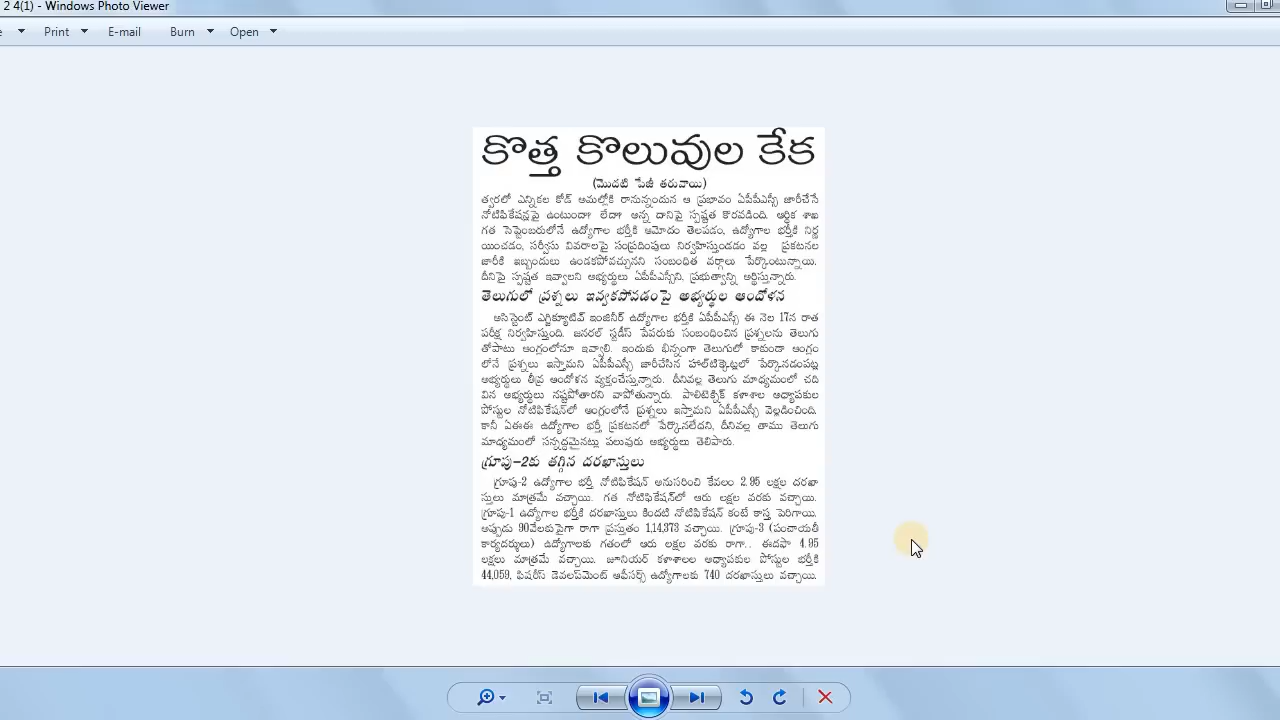 2 4(1) - Windows Photo Viewer
Print E-mail Burn Open
కొత్త కొలువుల కేక
(మొదటి పేజీ తరువాయి)
త్వరలో ఎన్నికల కోడ్ అమల్లోకి రానున్నందున ఆ ప్రభావం ఏపీపీఎస్సీ జారీచేసే
నోటిఫికేషన్లపై ఉంటుందా లేదా అన్న దానిపై స్పష్టత కొరవడింది. ఆర్థిక శాఖ
గత సెప్టెంబరులోనే ఉద్యోగాల భర్తీకి ఆమోదం తెలపడం, ఉద్యోగాల భర్తీకి నిర్ణ
యించడం, సర్వీసు వివరాలపై సంప్రదింపులు నిర్వహిస్తుండడం వల్ల ప్రకటనల
జారీకి ఇబ్బందులు ఉండకపోవచ్చునని సంబంధిత వర్గాలు పేర్కొంటున్నాయి.
దీనిపై స్పష్టత ఇవ్వాలని అభ్యర్థులు ఏపీపీఎస్సీని, ప్రభుత్వాన్ని అర్థిస్తున్నారు.
తెలుగులో ప్రశ్నలు ఇవ్వకపోవడంపై అభ్యర్థుల ఆందోళన
అసిస్టెంట్ ఎగ్జిక్యూటివ్ ఇంజినీర్ ఉద్యోగాల భర్తీకి ఏపీపీఎస్సీ ఈ నెల 17న రాత
పరీక్ష నిర్వహిస్తుంది. జనరల్ స్టడీస్ పేపరుకు సంబంధించిన ప్రశ్నలను తెలుగు
తోపాటు ఆంగ్లంలోనూ ఇవ్వాలి. ఇందుకు భిన్నంగా తెలుగులో కాకుండా ఆంగ్లం
లోనే ప్రశ్నలు ఇస్తామని ఏపీపీఎస్సీ జారీచేసిన హాల్‌టిక్కెట్లలో పేర్కొనడంపట్ల
అభ్యర్థులు తీవ్ర ఆందోళన వ్యక్తంచేస్తున్నారు. దీనివల్ల తెలుగు మాధ్యమంలో చది
విన అభ్యర్థులు నష్టపోతారని వాపోతున్నారు. పాలిటెక్నిక్ కళాశాల అధ్యాపకుల
పోస్టుల నోటిఫికేషన్‌లో ఆంగ్లంలోనే ప్రశ్నలు ఇస్తామని ఏపీపీఎస్సీ వెల్లడించింది.
కానీ ఏఈఈ ఉద్యోగాల భర్తీ ప్రకటనలో పేర్కొనలేదని, దీనివల్ల తాము తెలుగు
మాధ్యమంలో సన్నద్ధమైనట్లు పలువురు అభ్యర్థులు తెలిపారు.
గ్రూపు-2కు తగ్గిన దరఖాస్తులు
గ్రూపు-2 ఉద్యోగాల భర్తీ నోటిఫికేషన్ అనుసరించి కేవలం 2.95 లక్షల దరఖా
స్తులు మాత్రమే వచ్చాయి. గత నోటిఫికేషన్‌లో ఆరు లక్షల వరకు వచ్చాయి.
గ్రూపు-1 ఉద్యోగాల భర్తీకి దరఖాస్తులు కిందటి నోటిఫికేషన్ కంటే కాస్త పెరిగాయి.
అప్పుడు 90వేలకుపైగా రాగా ప్రస్తుతం 1,14,373 వచ్చాయి. గ్రూపు-3 (పంచాయతీ
కార్యదర్శులు) ఉద్యోగాలకు గతంలో ఆరు లక్షల వరకు రాగా.. ఈదఫా 4.95
లక్షలు మాత్రమే వచ్చాయి. జూనియర్ కళాశాలల అధ్యాపకుల పోస్టుల భర్తీకి
44,059, ఫిషరీస్ డెవలప్‌మెంట్ ఆఫీసర్స్ ఉద్యోగాలకు 740 దరఖాస్తులు వచ్చాయి.